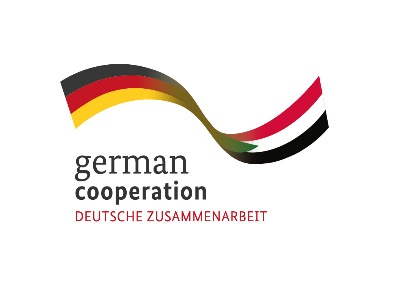 german
cooperation
DEUTSCHE ZUSAMMENARBEIT